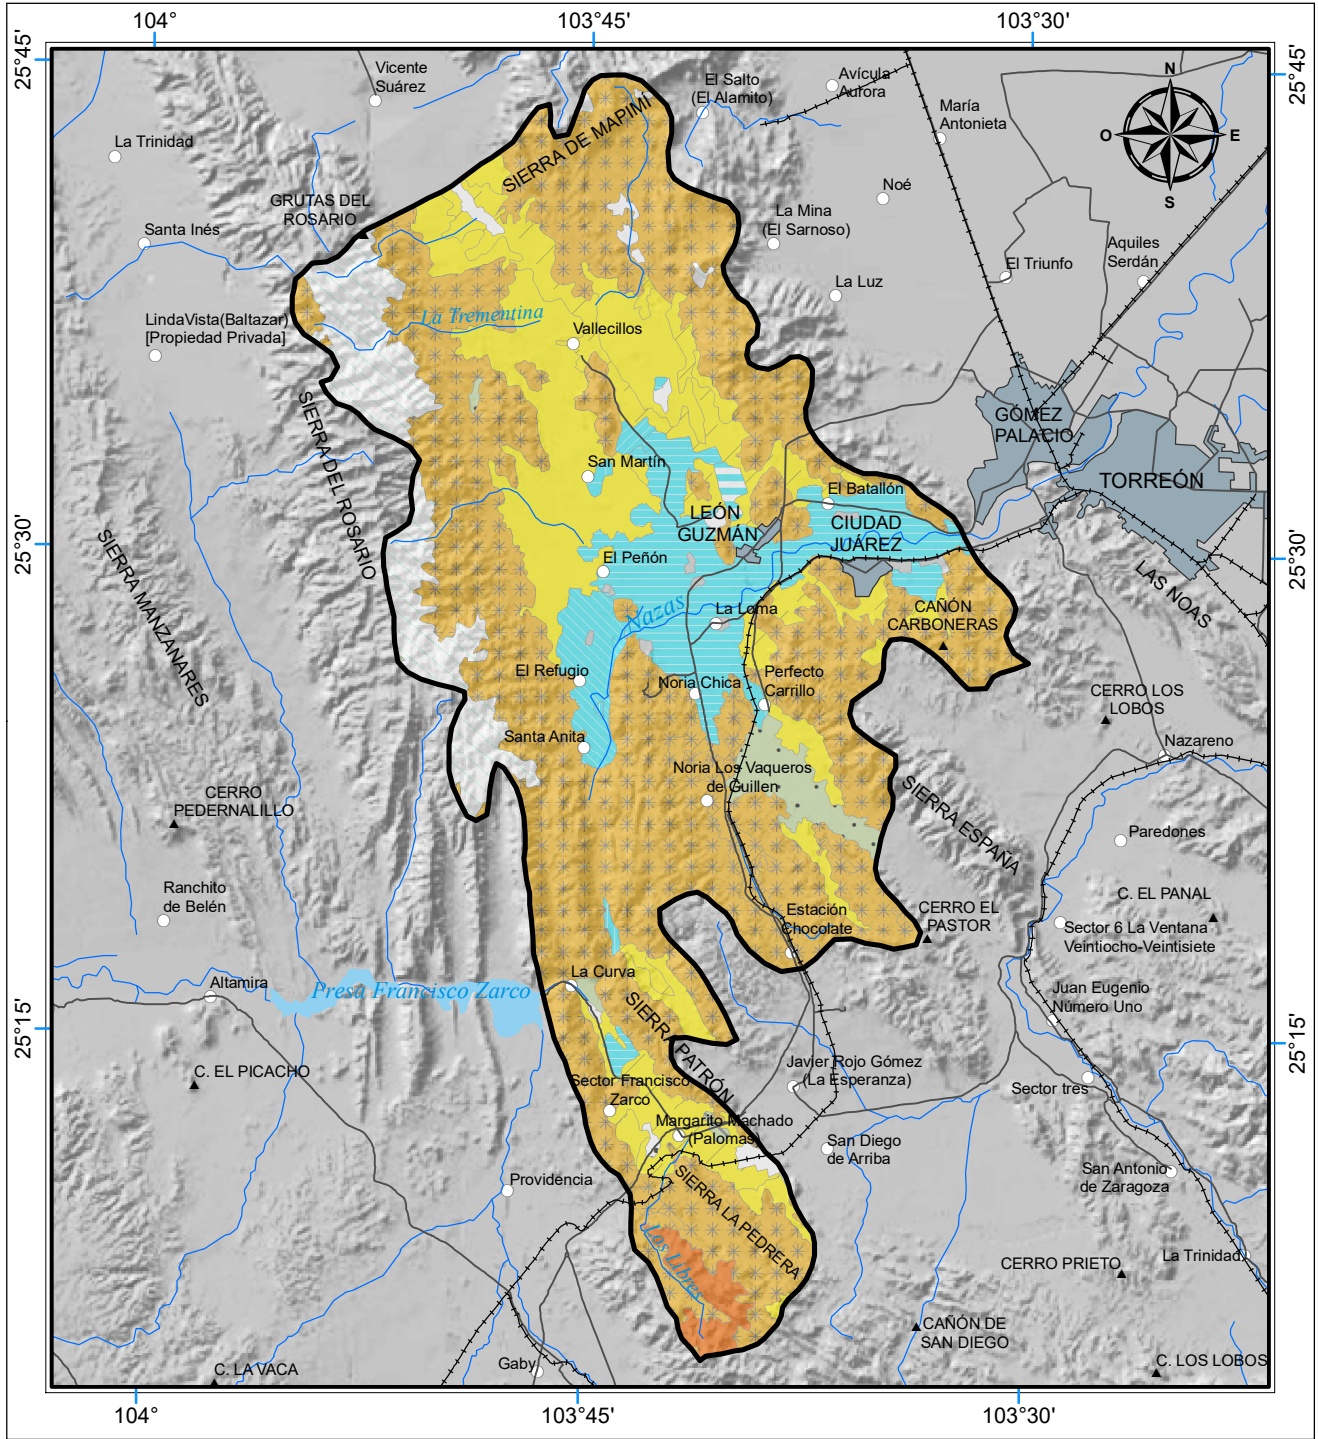 104°
103°45'
103°30'
25°45'
25°45'
Vicente
Suárez
El Salto
(El Alamito)
Avícula
Aurora
María
Antonieta
N
O
E
S
La Trinidad
SIERRA DE MAPIMI
Noé
GRUTAS DEL
ROSARIO
La Mina
(El Sarnoso)
Santa Inés
Aquiles
Serdán
El Triunfo
La Luz
LindaVista(Baltazar)
[Propiedad Privada]
La Trementina
Vallecillos
SIERRA DEL ROSARIO
GÓMEZ
PALACIO
TORREÓN
San Martín
El Batallón
LEÓN
GUZMÁN
CIUDAD
JUÁREZ
25°30'
25°30'
SIERRA MANZANARES
El Peñón
LAS NOAS
Nazas
La Loma
CAÑÓN
CARBONERAS
El Refugio
Noria Chica
Perfecto
Carrillo
CERRO LOS
LOBOS
Santa Anita
Nazareno
Noria Los Vaqueros
de Guillen
CERRO
PEDERNALILLO
SIERRA ESPAÑA
Paredones
Ranchito
de Belén
C. EL PANAL
Estación
Chocolate
CERRO EL
PASTOR
Sector 6 La Ventana
Veintiocho-Veintisiete
Altamira
Presa Francisco Zarco
La Curva
Juan Eugenio
Número Uno
25°15'
25°15'
SIERRA PATRÓN
C. EL PICACHO
Javier Rojo Gómez
(La Esperanza)
Sector Francisco
Zarco
Sector tres
Margarito Machado
(Palomas)
San Diego
de Arriba
San Antonio
de Zaragoza
Providencia
SIERRA LA PEDRERA
Los Iabres
La Trinidad
CERRO PRIETO
CAÑÓN DE
SAN DIEGO
C. LA VACA
Gaby
C. LOS LOBOS
104°
103°45'
103°30'